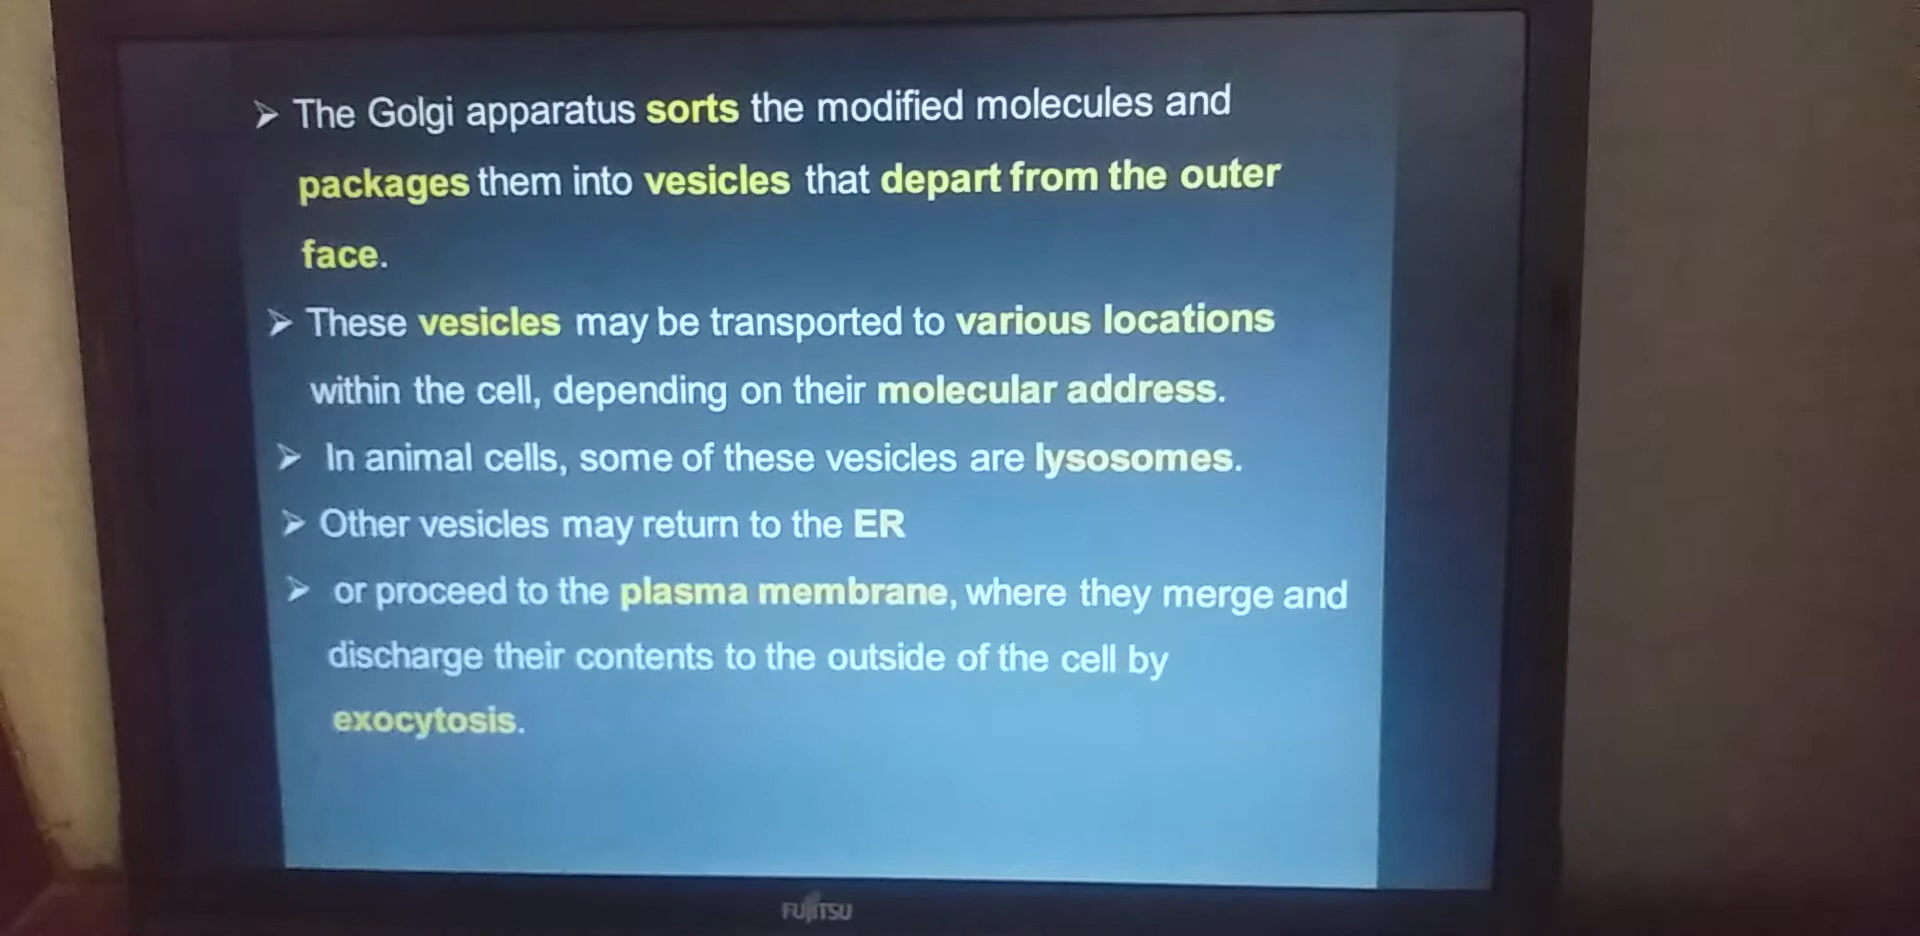 ➢ The Golgi apparatus sorts the modified molecules and
packages them into vesicles that depart from the outer
face.
➢ These vesicles may be transported to various locations
within the cell, depending on their molecular address.
➢ In animal cells, some of these vesicles are lysosomes.
➢ Other vesicles may return to the ER
➢ or proceed to the plasma membrane, where they merge and
discharge their contents to the outside of the cell by
exocytosis.
FUJITSU